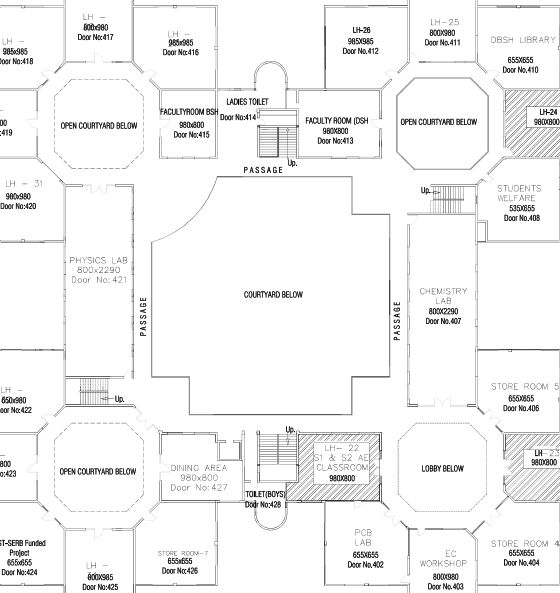 LH -
985x985
Door No:418
LH -
800x980
Door No:417
LH -
985x985
Door No:416
LH-26
985X985
Door No.412
LH-25
800X980
Door No.411
OBSH LIBRARY
655X655
Door No.410
00
:419
OPEN COURTYARD BELOW
FACULTYROOM BSH
980x800
Door No:415
LADIES TOILET
Door No:414
Up.
FACULTY ROOM (DSH
980X800
Door No:413
OPEN COURTYARD BELOW
LH-24
980X800
PASSAGE
LH - 31
980x980
Door No:420
Up.
STUDENTS
WELFARE
535X655
Door No.408
PHYSICS LAB
800x2290
Door No:421
PASSAGE
COURTYARD BELOW
PASSAGE
CHEMISTRY
LAB
800X2290
Door No.407
LH -
650x980
Door no:422
Up.
STORE ROOM 5
655X655
Door No.406
800
:423
OPEN COURTYARD BELOW
DINING AREA
980x800
Door No:427
Up.
TOILET(BOYS)
Door No:428
LH- 22
S1 & S2 AE
CLASSROOM
980X800
LOBBY BELOW
LH-23
980X800
ST-SERB Funded
Project
655x655
Door No:424
LH -
800X985
Door No:425
STORE ROOM-7
655x655
Door No:426
PCB
LAB
655X655
Door No.402
EC
WORKSHOP
800X980
Door No.403
STORE ROOM 4
655X655
Door No.404